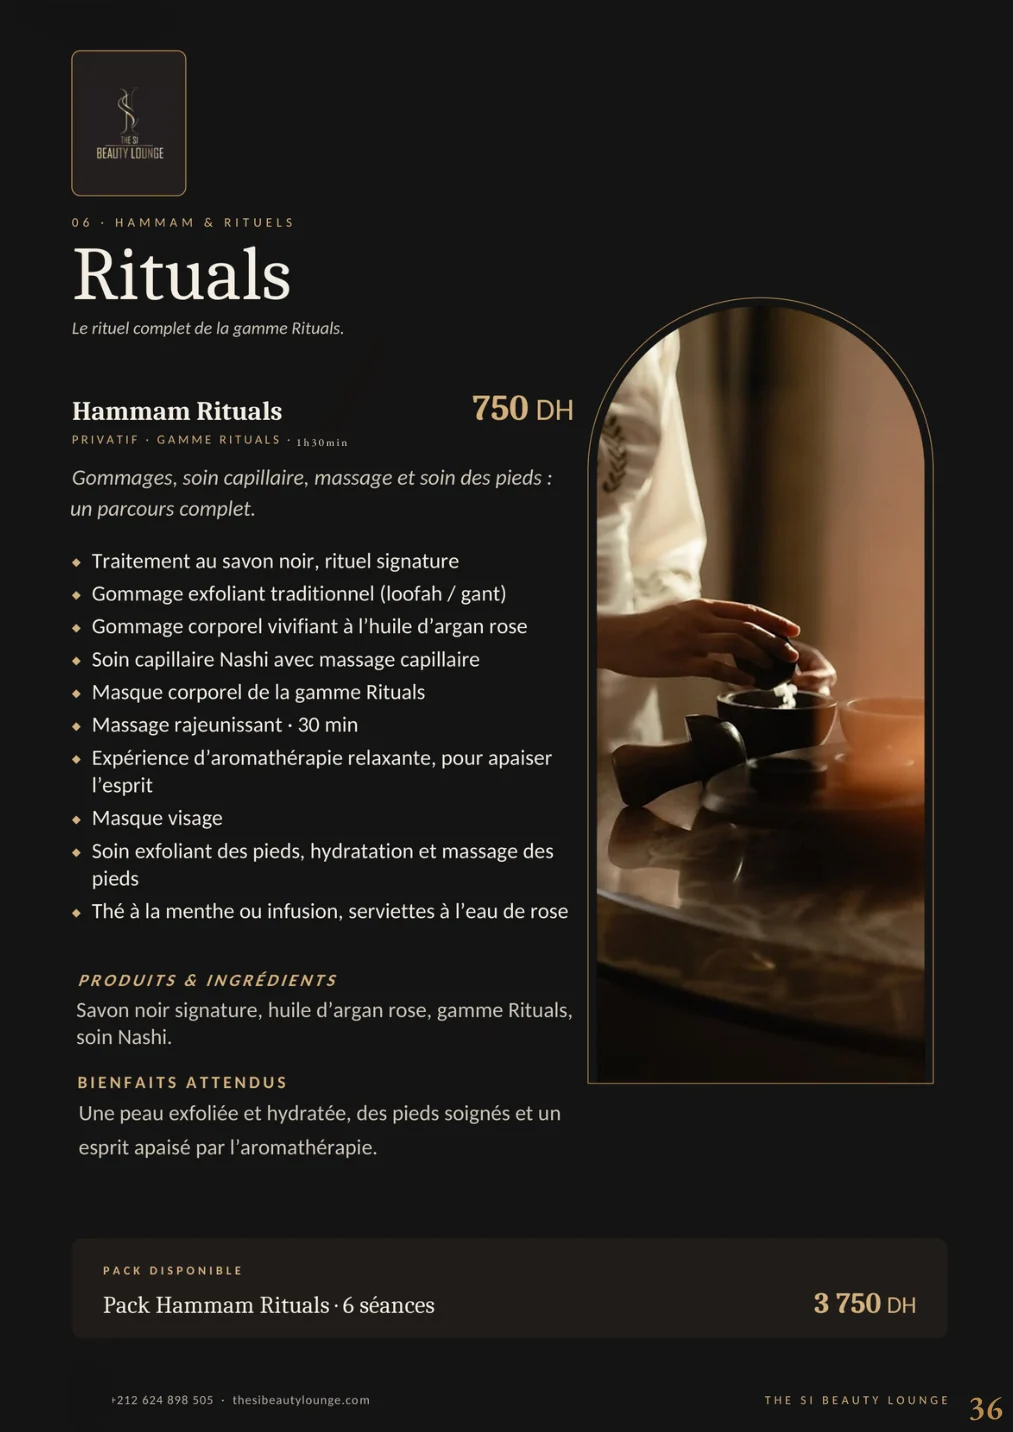 THE SI
BEAUTY LOUNGE
06 · HAMMAM & RITUELS
Rituals
Le rituel complet de la gamme Rituals.
Hammam Rituals 750 DH
PRIVATIF · GAMME RITUALS · 1h30min
Gommages, soin capillaire, massage et soin des pieds :
un parcours complet.
◆ Traitement au savon noir, rituel signature
◆ Gommage exfoliant traditionnel (loofah / gant)
◆ Gommage corporel vivifiant à l’huile d’argan rose
◆ Soin capillaire Nashi avec massage capillaire
◆ Masque corporel de la gamme Rituals
◆ Massage rajeunissant · 30 min
◆ Expérience d’aromathérapie relaxante, pour apaiser
l’esprit
◆ Masque visage
◆ Soin exfoliant des pieds, hydratation et massage des
pieds
◆ Thé à la menthe ou infusion, serviettes à l’eau de rose
PRODUITS & INGRÉDIENTS
Savon noir signature, huile d’argan rose, gamme Rituals,
soin Nashi.
BIENFAITS ATTENDUS
Une peau exfoliée et hydratée, des pieds soignés et un
esprit apaisé par l’aromathérapie.
PACK DISPONIBLE
Pack Hammam Rituals · 6 séances 3 750 DH
+212 624 898 505 · thesibeautylounge.com THE SI BEAUTY LOUNGE 36